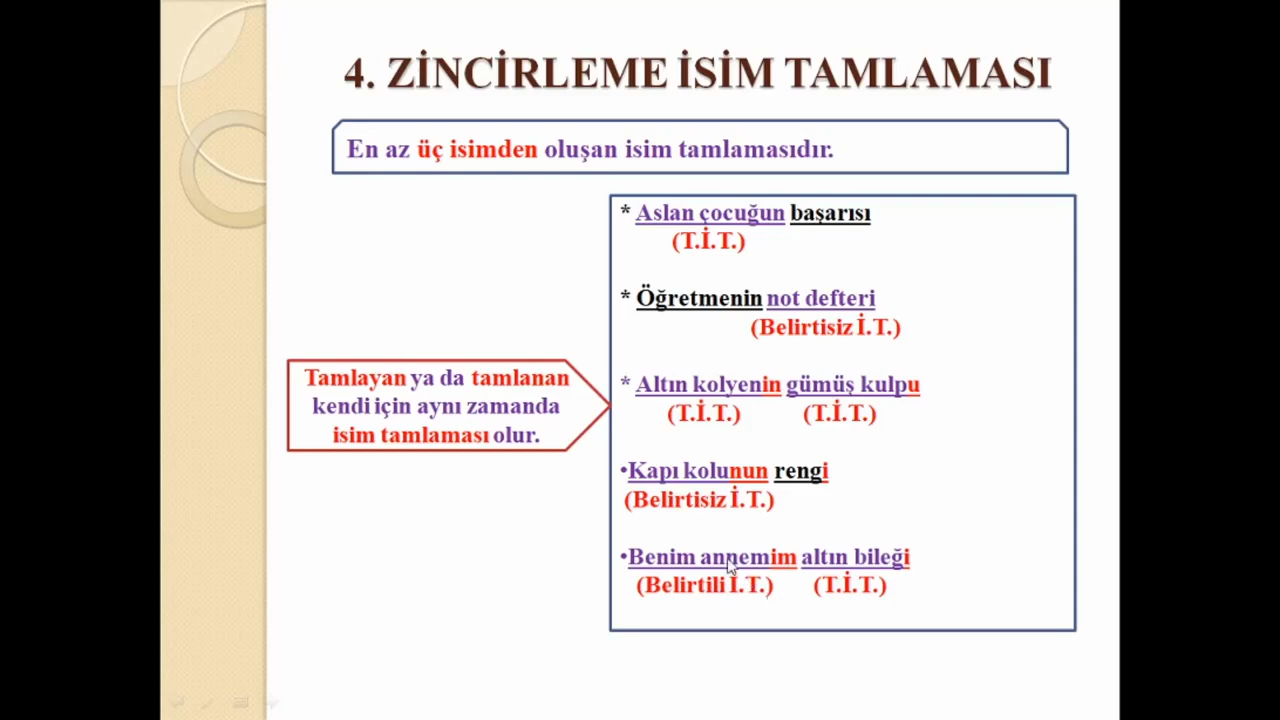 4. ZİNCİRLEME İSİM TAMLAMASI
En az üç isimden oluşan isim tamlamasıdır.
Tamlayan ya da tamlanan
kendi için aynı zamanda
isim tamlaması olur.
* Aslan çocuğun başarısı
(T.İ.T.)
* Öğretmenin not defteri
(Belirtisiz İ.T.)
* Altın kolyenin gümüş kulpu
(T.İ.T.) (T.İ.T.)
•Kapı kolunun rengi
(Belirtisiz İ.T.)
•Benim annemim altın bileği
(Belirtili İ.T.) (T.İ.T.)